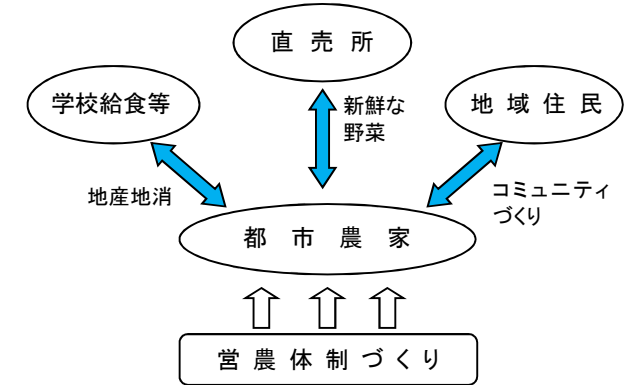 直売所
学校給食等
新鮮な
野菜
地域住民
地産地消
コミュニティ
づくり
都市農家
営農体制づくり